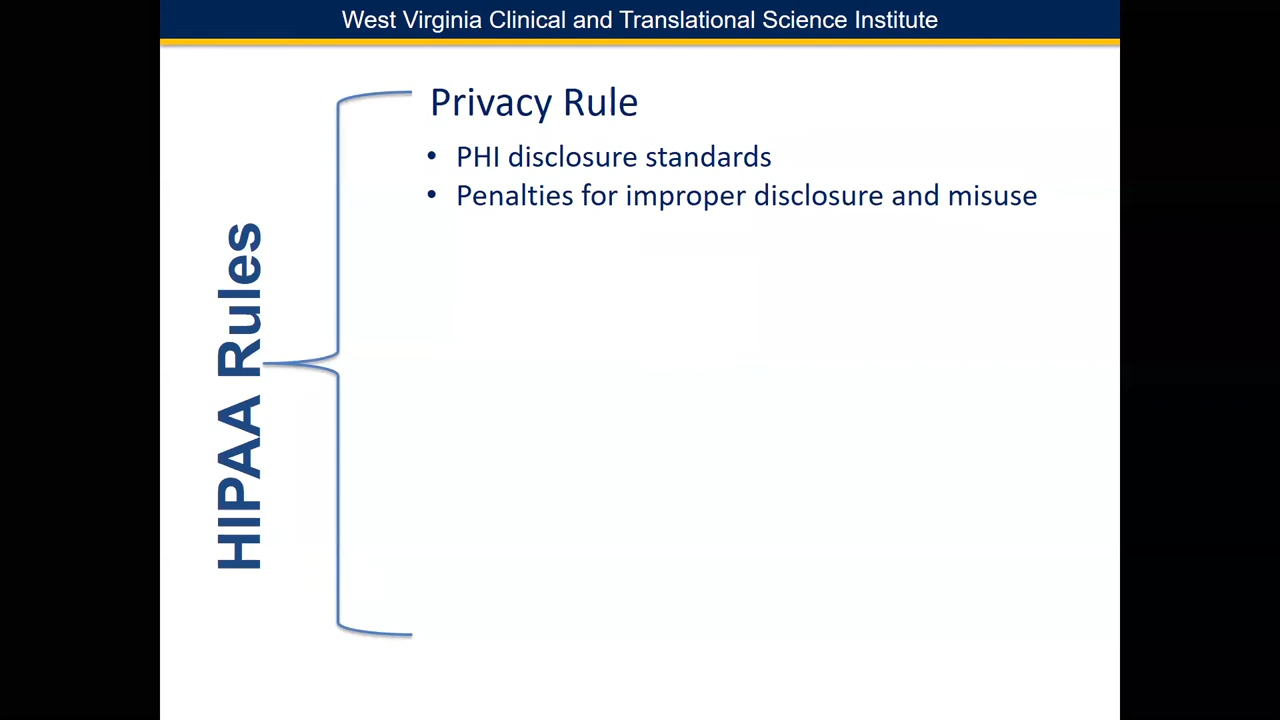 West Virginia Clinical and Translational Science Institute
HIPAA Rules
Privacy Rule
• PHI disclosure standards
• Penalties for improper disclosure and misuse